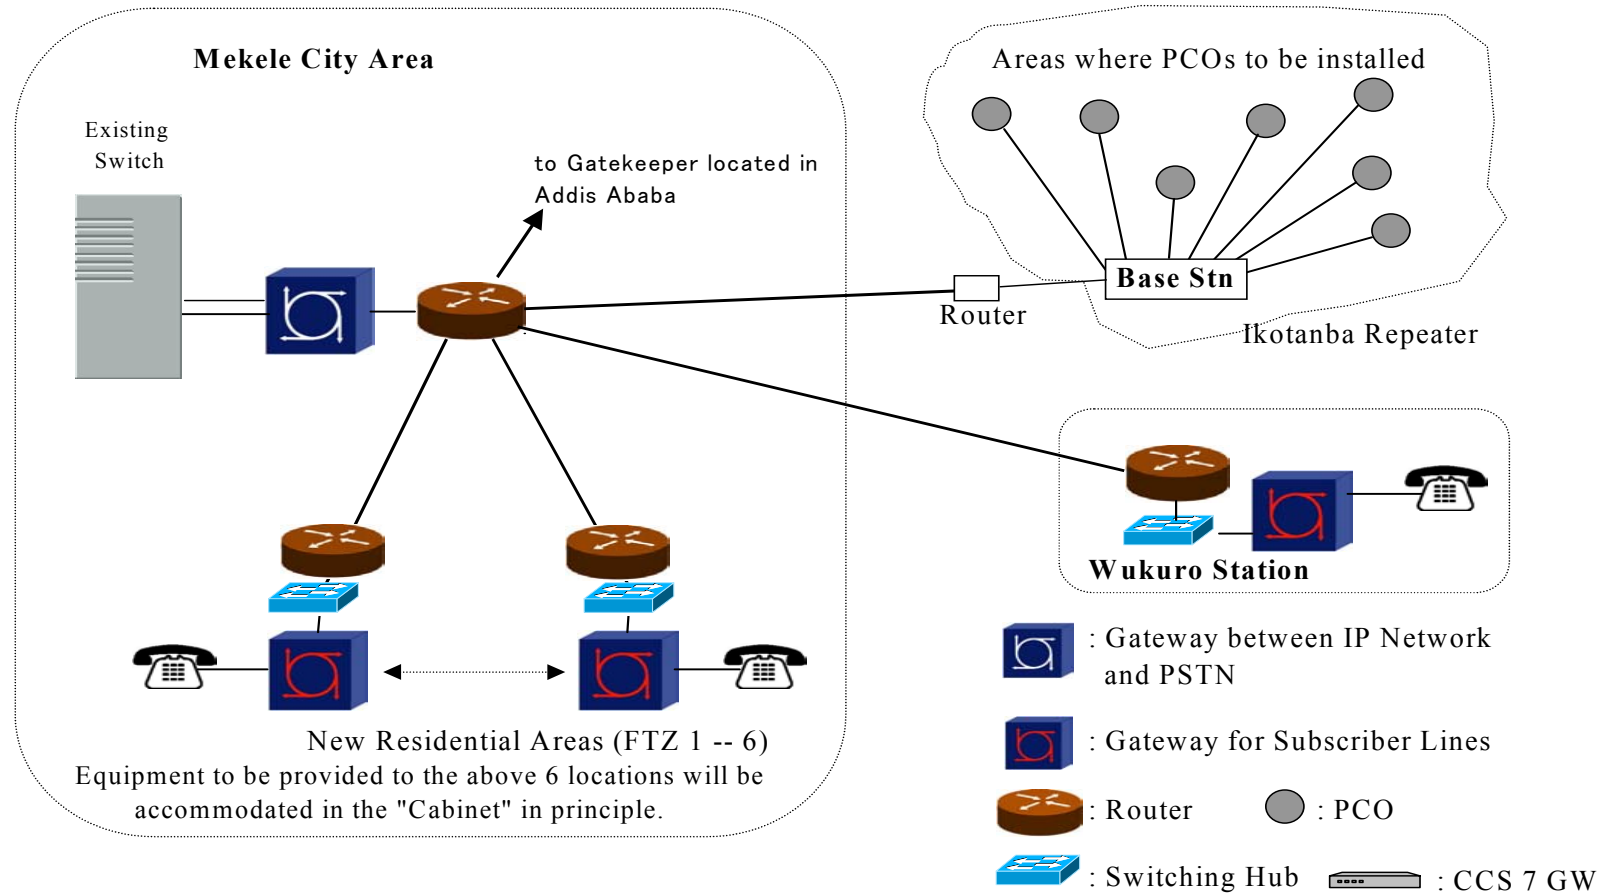 Mekele City Area
Existing
Switch
to Gatekeeper located in
Addis Ababa
Areas where PCOs to be installed
Base Stn
Router
Ikotanba Repeater
Wukuro Station
New Residential Areas (FTZ 1 -- 6)
Equipment to be provided to the above 6 locations will be
accommodated in the "Cabinet" in principle.
: Gateway between IP Network
and PSTN
: Gateway for Subscriber Lines
: Router
: PCO
: Switching Hub
: CCS 7 GW